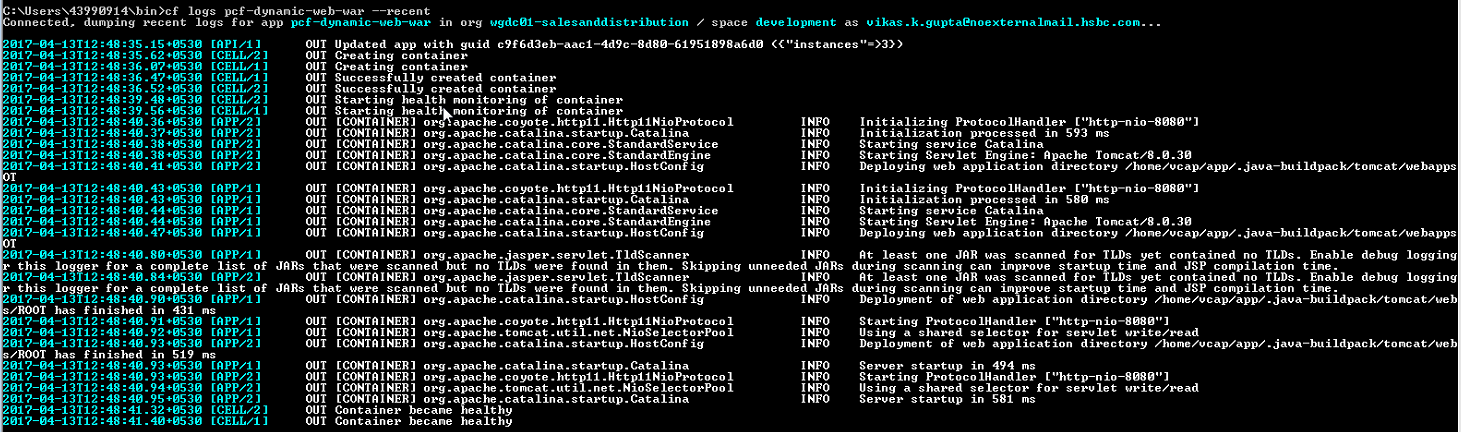 C:\Users\43990914\bin>cf logs pcf-dynamic-web-war --recent
Connected, dumping recent logs for app pcf-dynamic-web-war in org wgdc01-salesanddistribution / space development as vikas.k.gupta@noexternalmail.hsbc.com...
2017-04-13T12:48:35.15+0530 [API/1] OUT Updated app with guid c9f6d3eb-aac1-4d9c-8d80-61951898a6d0 ({"instances"=>3})
2017-04-13T12:48:35.62+0530 [CELL/2] OUT Creating container
2017-04-13T12:48:36.07+0530 [CELL/1] OUT Creating container
2017-04-13T12:48:36.47+0530 [CELL/1] OUT Successfully created container
2017-04-13T12:48:36.52+0530 [CELL/2] OUT Successfully created container
2017-04-13T12:48:39.48+0530 [CELL/2] OUT Starting health monitoring of container
2017-04-13T12:48:39.56+0530 [CELL/1] OUT Starting health monitoring of container
2017-04-13T12:48:40.36+0530 [APP/2] OUT [CONTAINER] org.apache.coyote.http11.Http11NioProtocol INFO Initializing ProtocolHandler ["http-nio-8080"]
2017-04-13T12:48:40.37+0530 [APP/2] OUT [CONTAINER] org.apache.catalina.startup.Catalina INFO Initialization processed in 593 ms
2017-04-13T12:48:40.38+0530 [APP/2] OUT [CONTAINER] org.apache.catalina.core.StandardService INFO Starting service Catalina
2017-04-13T12:48:40.38+0530 [APP/2] OUT [CONTAINER] org.apache.catalina.core.StandardEngine INFO Starting Servlet Engine: Apache Tomcat/8.0.30
2017-04-13T12:48:40.41+0530 [APP/2] OUT [CONTAINER] org.apache.catalina.startup.HostConfig INFO Deploying web application directory /home/vcap/app/.java-buildpack/tomcat/webapps
OT
2017-04-13T12:48:40.43+0530 [APP/1] OUT [CONTAINER] org.apache.coyote.http11.Http11NioProtocol INFO Initializing ProtocolHandler ["http-nio-8080"]
2017-04-13T12:48:40.43+0530 [APP/1] OUT [CONTAINER] org.apache.catalina.startup.Catalina INFO Initialization processed in 580 ms
2017-04-13T12:48:40.44+0530 [APP/1] OUT [CONTAINER] org.apache.catalina.core.StandardService INFO Starting service Catalina
2017-04-13T12:48:40.44+0530 [APP/1] OUT [CONTAINER] org.apache.catalina.core.StandardEngine INFO Starting Servlet Engine: Apache Tomcat/8.0.30
2017-04-13T12:48:40.47+0530 [APP/1] OUT [CONTAINER] org.apache.catalina.startup.HostConfig INFO Deploying web application directory /home/vcap/app/.java-buildpack/tomcat/webapps
OT
2017-04-13T12:48:40.80+0530 [APP/1] OUT [CONTAINER] org.apache.jasper.servlet.TldScanner INFO At least one JAR was scanned for TLDs yet contained no TLDs. Enable debug logging
r this logger for a complete list of JARs that were scanned but no TLDs were found in them. Skipping unneeded JARs during scanning can improve startup time and JSP compilation time.
2017-04-13T12:48:40.84+0530 [APP/2] OUT [CONTAINER] org.apache.jasper.servlet.TldScanner INFO At least one JAR was scanned for TLDs yet contained no TLDs. Enable debug logging
r this logger for a complete list of JARs that were scanned but no TLDs were found in them. Skipping unneeded JARs during scanning can improve startup time and JSP compilation time.
2017-04-13T12:48:40.90+0530 [APP/1] OUT [CONTAINER] org.apache.catalina.startup.HostConfig INFO Deployment of web application directory /home/vcap/app/.java-buildpack/tomcat/web
s/ROOT has finished in 431 ms
2017-04-13T12:48:40.91+0530 [APP/1] OUT [CONTAINER] org.apache.coyote.http11.Http11NioProtocol INFO Starting ProtocolHandler ["http-nio-8080"]
2017-04-13T12:48:40.92+0530 [APP/1] OUT [CONTAINER] org.apache.tomcat.util.net.NioSelectorPool INFO Using a shared selector for servlet write/read
2017-04-13T12:48:40.93+0530 [APP/2] OUT [CONTAINER] org.apache.catalina.startup.HostConfig INFO Deployment of web application directory /home/vcap/app/.java-buildpack/tomcat/web
s/ROOT has finished in 519 ms
2017-04-13T12:48:40.93+0530 [APP/1] OUT [CONTAINER] org.apache.catalina.startup.Catalina INFO Server startup in 494 ms
2017-04-13T12:48:40.93+0530 [APP/2] OUT [CONTAINER] org.apache.coyote.http11.Http11NioProtocol INFO Starting ProtocolHandler ["http-nio-8080"]
2017-04-13T12:48:40.94+0530 [APP/2] OUT [CONTAINER] org.apache.tomcat.util.net.NioSelectorPool INFO Using a shared selector for servlet write/read
2017-04-13T12:48:40.95+0530 [APP/2] OUT [CONTAINER] org.apache.catalina.startup.Catalina INFO Server startup in 581 ms
2017-04-13T12:48:41.32+0530 [CELL/2] OUT Container became healthy
2017-04-13T12:48:41.40+0530 [CELL/1] OUT Container became healthy